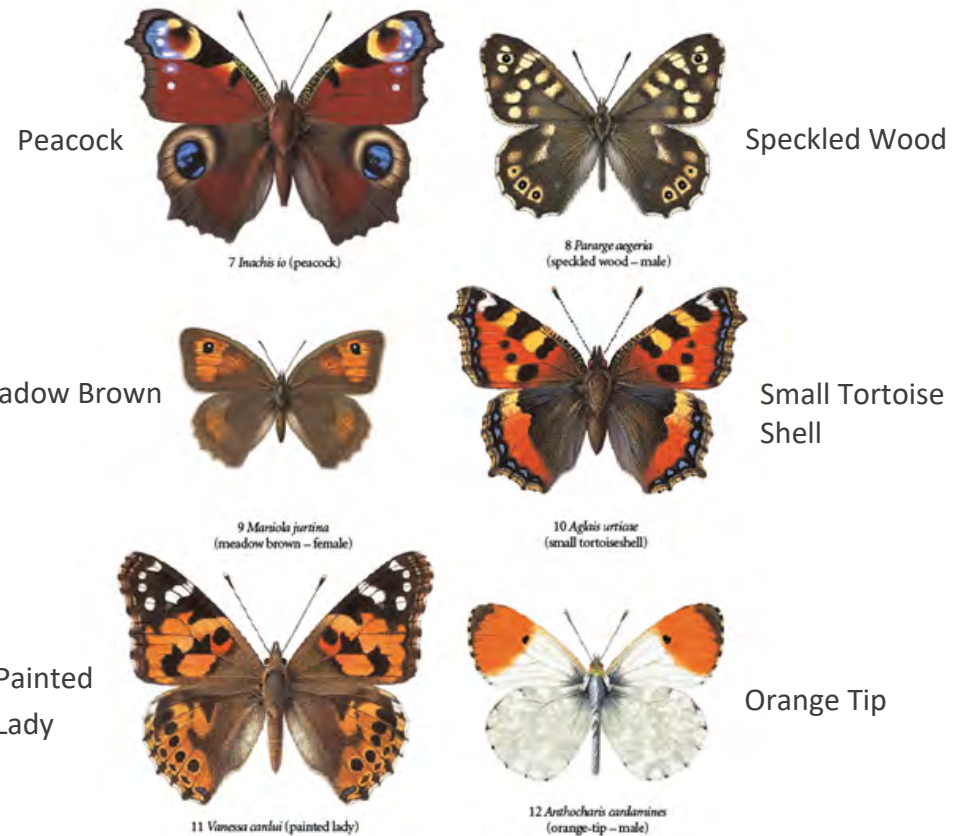 Peacock
Speckled Wood
7 Inachis io (peacock)
8 Pararge aegeria
(speckled wood – male)
adow Brown
Small Tortoise
Shell
9 Maniola jurtina
(meadow brown – female)
10 Aglais urticae
(small tortoiseshell)
Painted
Lady
Orange Tip
11 Vanessa cardui (painted lady)
12 Anthocharis cardamines
(orange-tip – male)